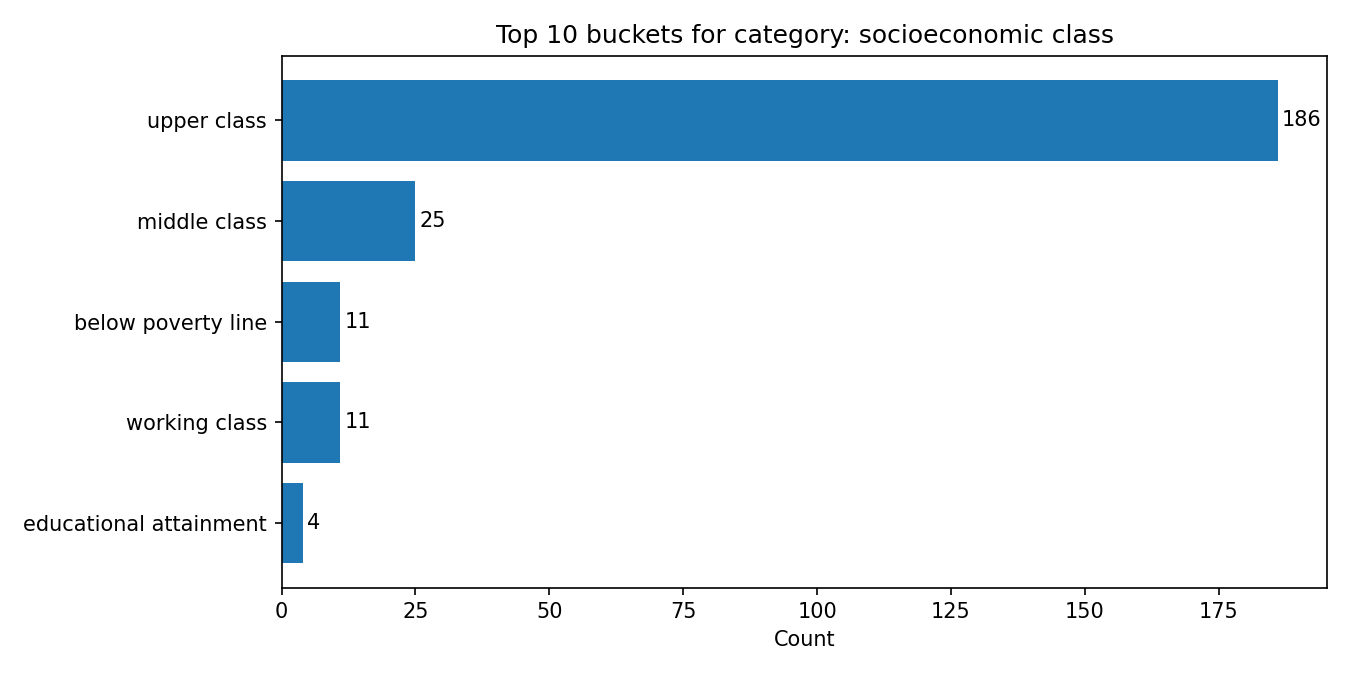 Top 10 buckets for category: socioeconomic class
upper class
186
middle class
25
below poverty line
11
working class
11
educational attainment
4
0 25 50 75 100 125 150 175
Count